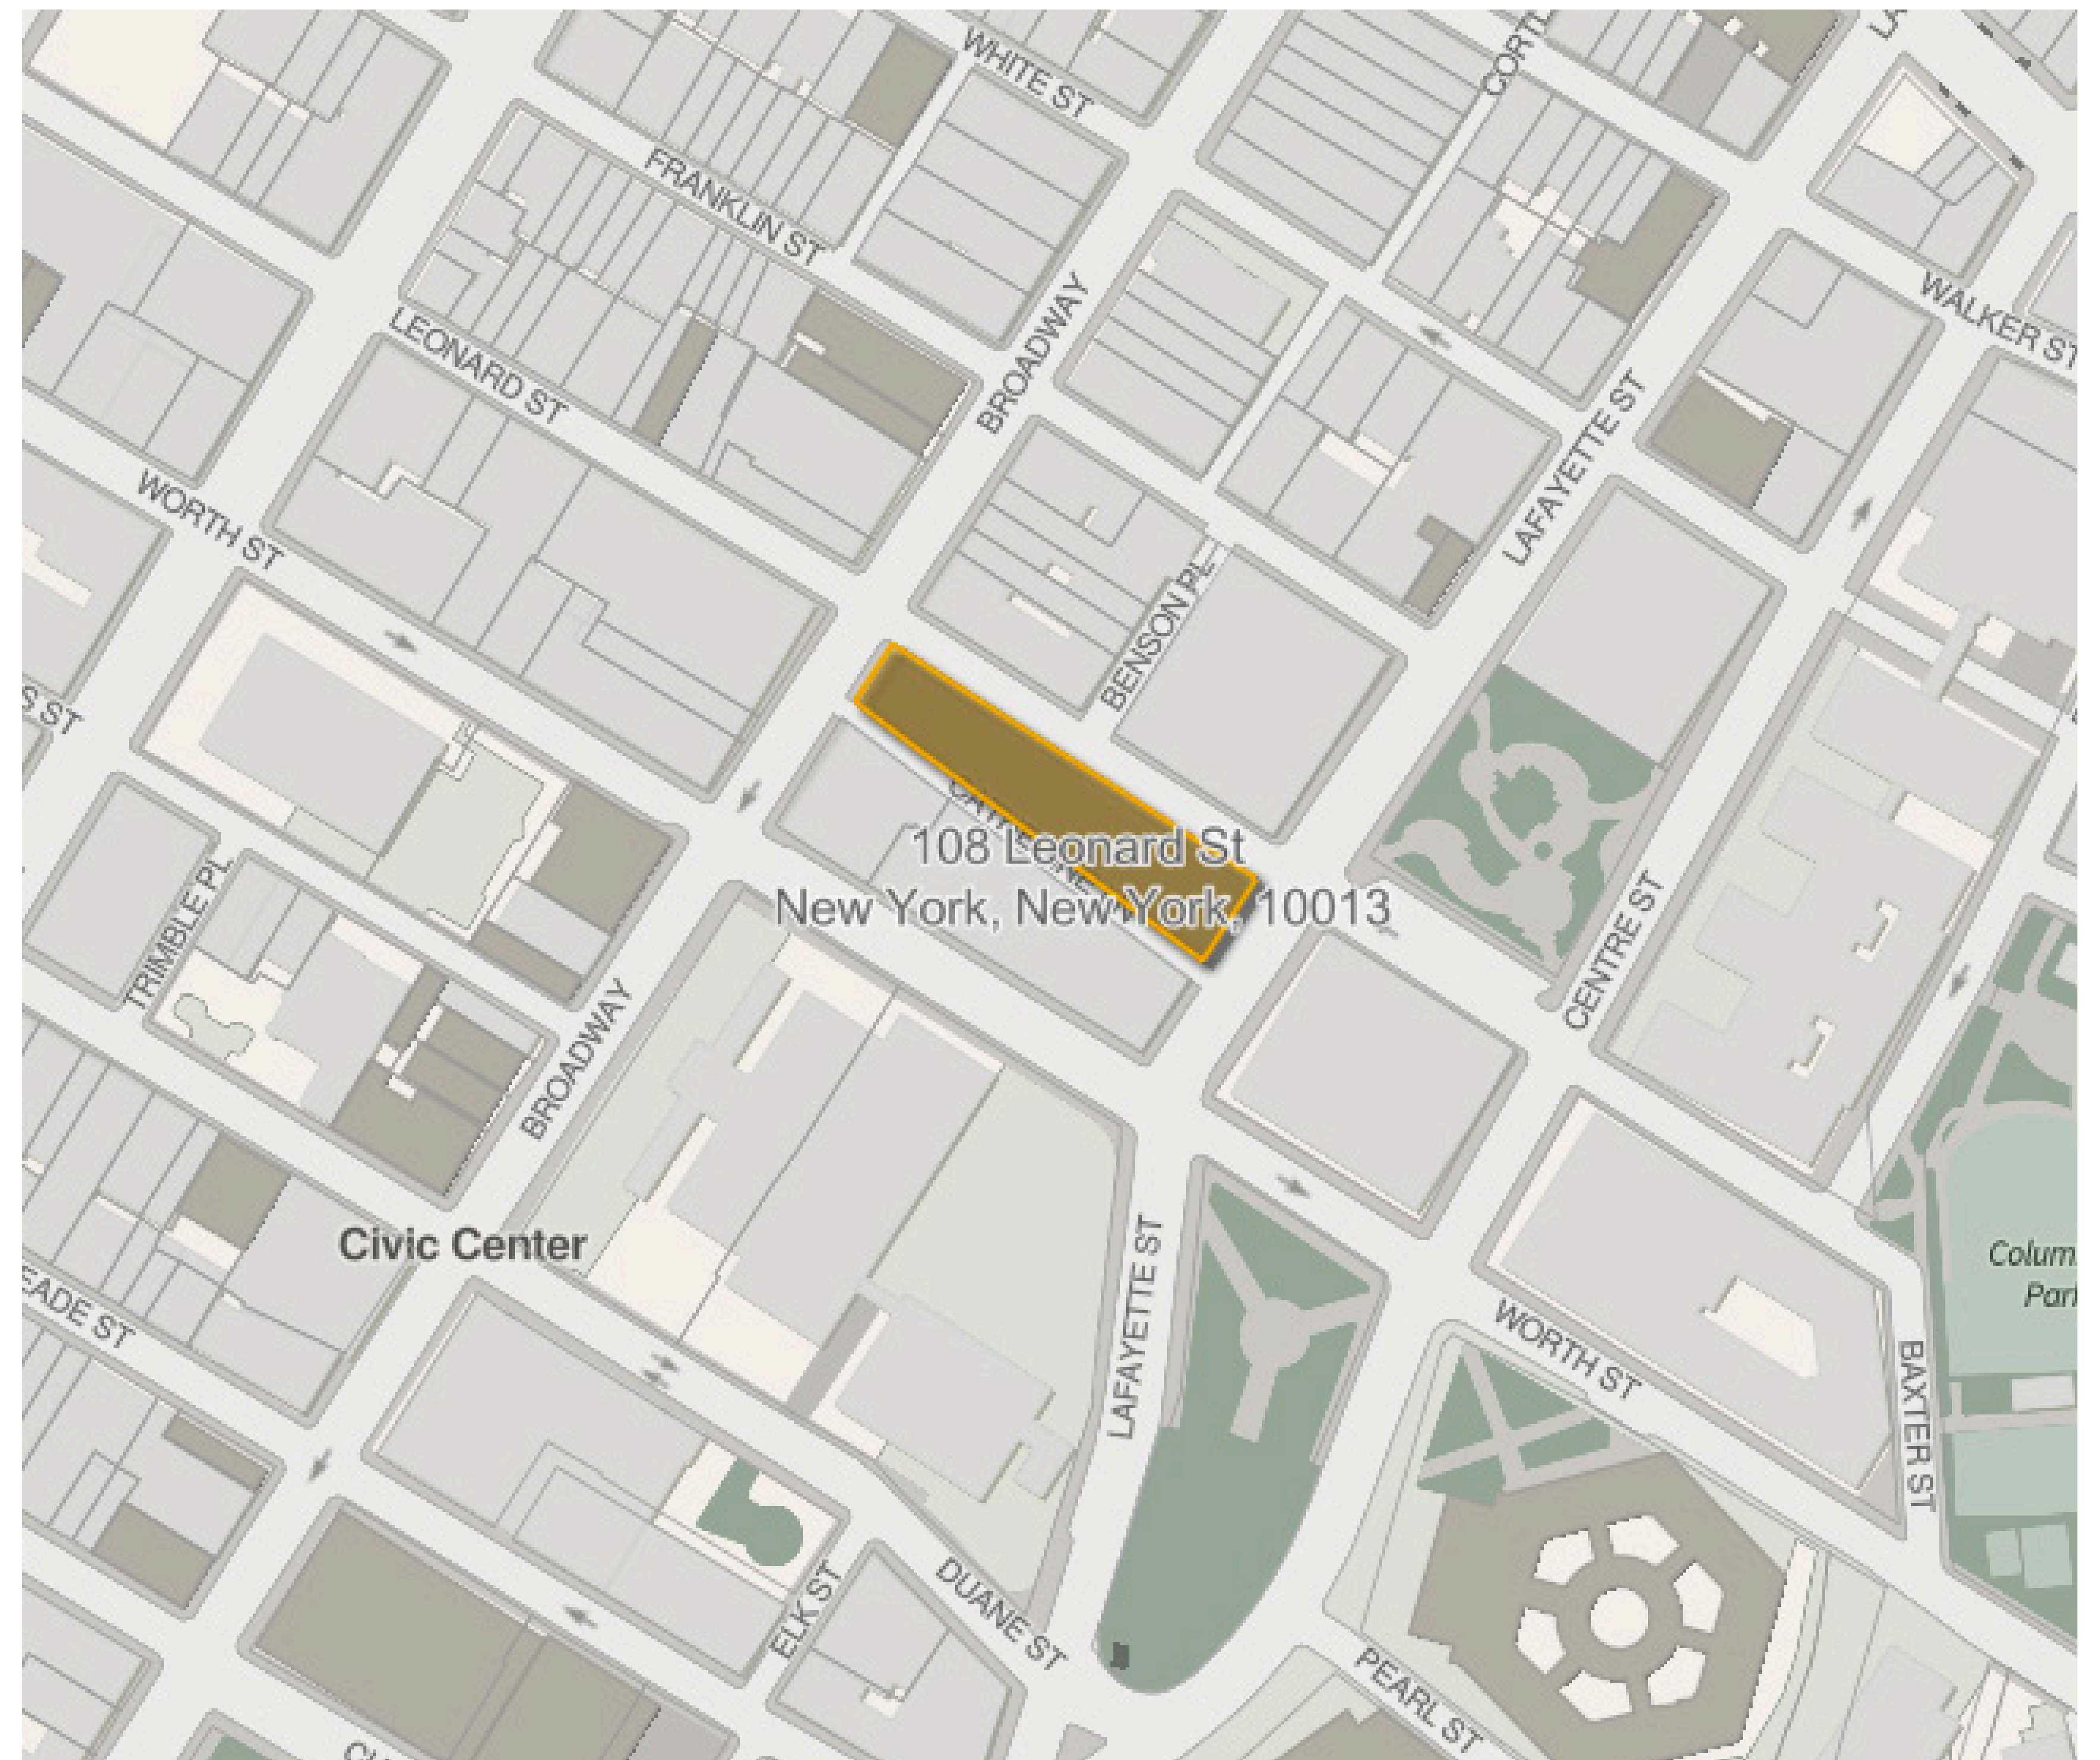 WHITE ST
FRANKLIN ST
WALKER ST
LEONARD ST
BROADWAY
LAFAYETTE ST
WORTH ST
BENSON PL
108 Leonard St
New York, New York, 10013
TRIMBLE PL
CENTRE ST
BROADWAY
Civic Center
LAFAYETTE ST
WORTH ST
BAXTER ST
ELK ST
DUANE ST
PEARL ST